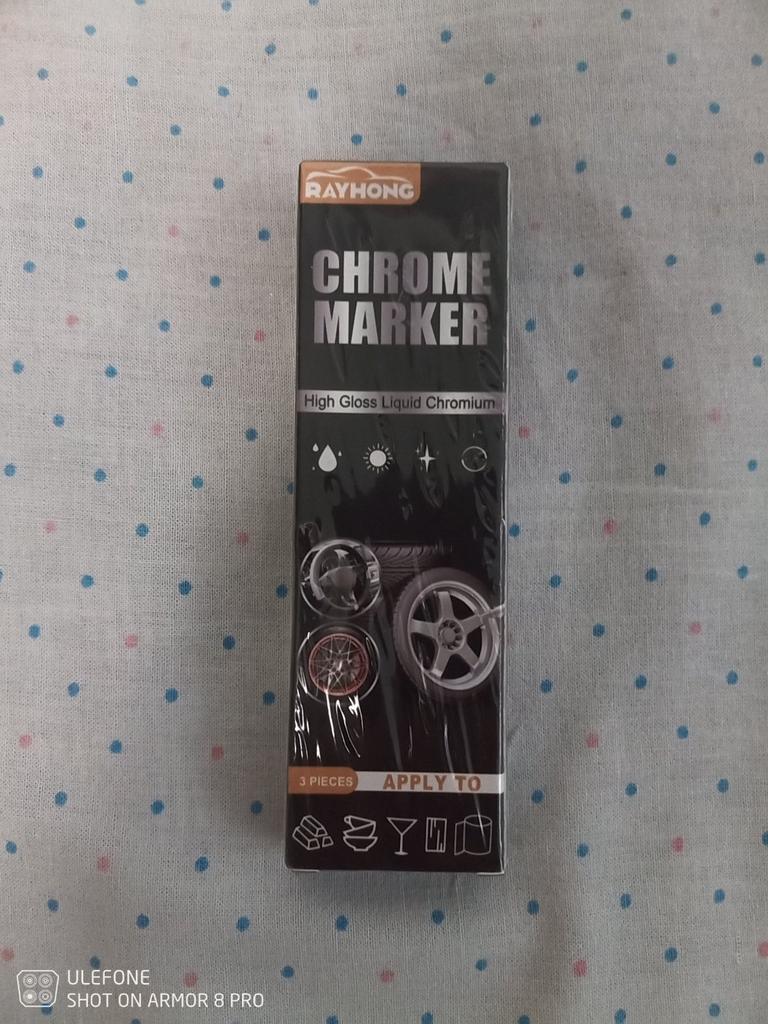 RAYHONG
CHROME
MARKER
High Gloss Liquid Chromium
3 PIECES
APPLY TO
ULEFONE
SHOT ON ARMOR 8 PRO